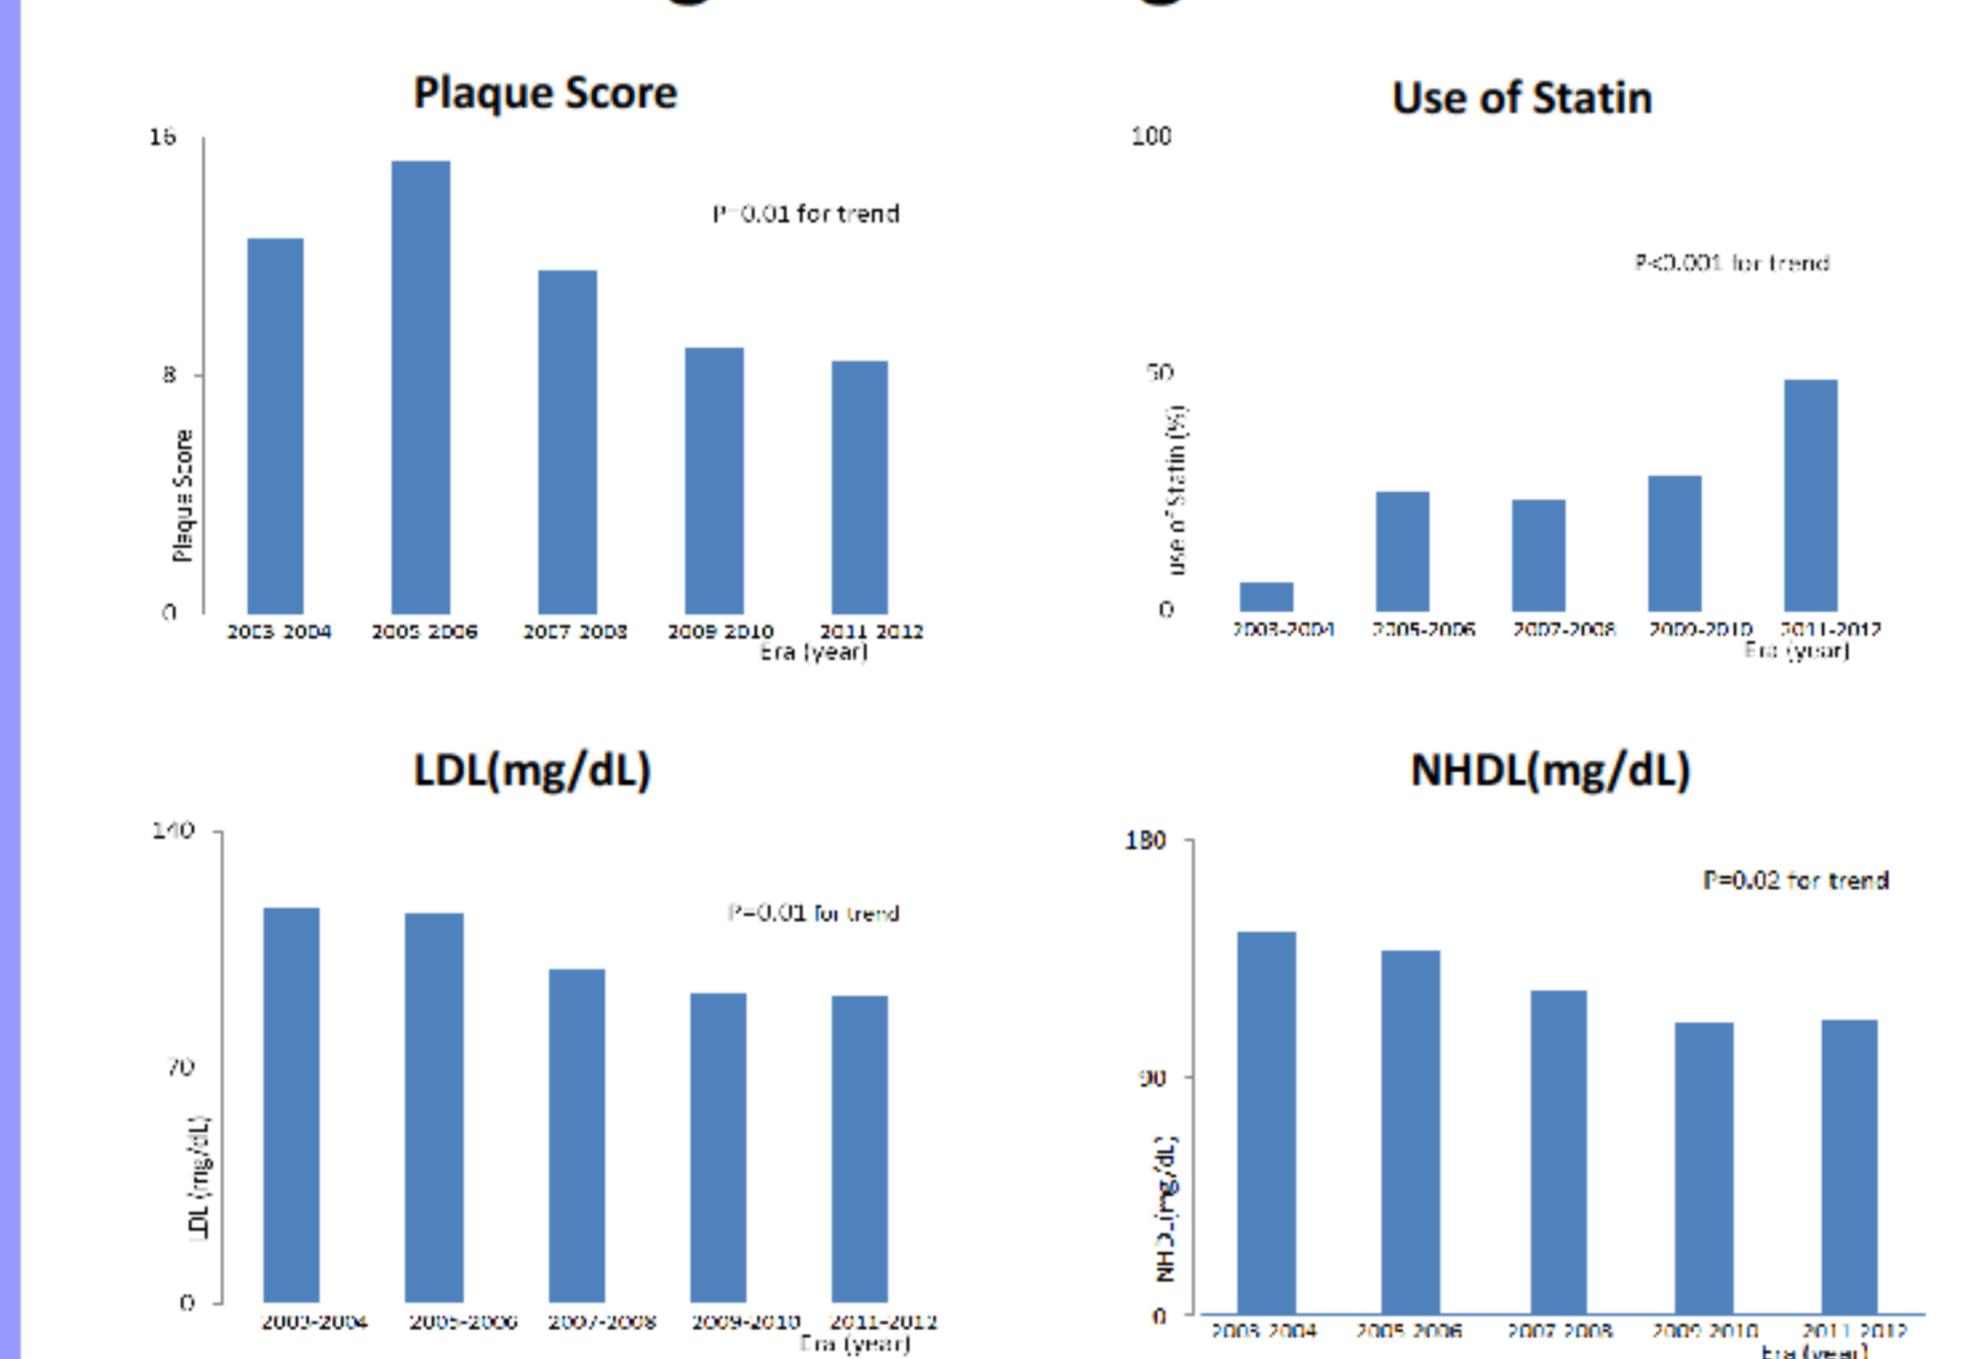 Plaque Score
16
P=0.01 for trend
8
Plaque Score
0
2003-2004 2005-2006 2007-2008 2009-2010 2011-2012
Era (year)
Use of Statin
100
P<0.001 for trend
50
use of Statin (%)
0
2003-2004 2005-2006 2007-2008 2009-2010 2011-2012
Era (year)
LDL(mg/dL)
140
P=0.01 for trend
70
LDL (mg/dL)
0
2003-2004 2005-2006 2007-2008 2009-2010 2011-2012
Era (year)
NHDL(mg/dL)
180
P=0.02 for trend
90
NHDL(mg/dL)
0
2003-2004 2005-2006 2007-2008 2009-2010 2011-2012
Era (year)